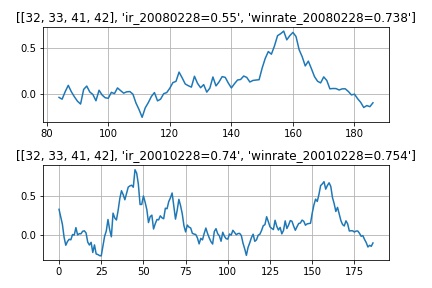 [[32, 33, 41, 42], 'ir_20080228=0.55', 'winrate_20080228=0.738']
0.5
0.0
80 100 120 140 160 180
[[32, 33, 41, 42], 'ir_20010228=0.74', 'winrate_20010228=0.754']
0.5
0.0
0 25 50 75 100 125 150 175